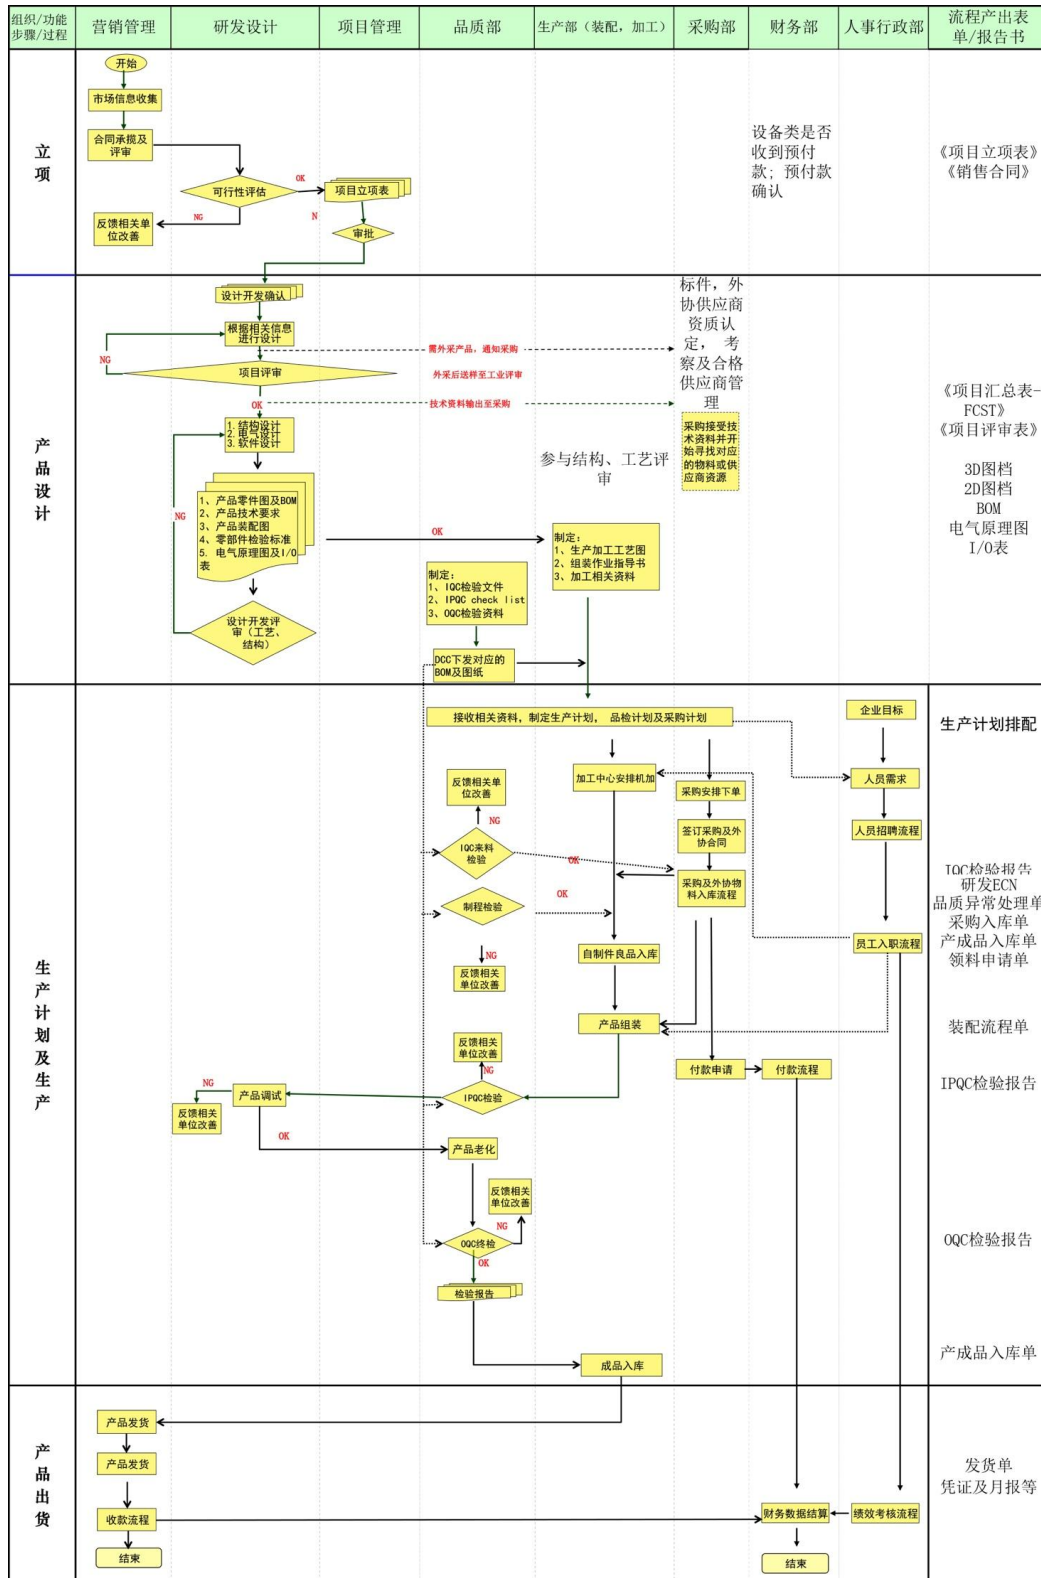 组织/功能
步骤/过程
营销管理
研发设计
项目管理
品质部
生产部（装配，加工）
采购部
财务部
人事行政部
流程产出表
单/报告书
立
项
开始
市场信息收集
合同承揽及
评审
可行性评估
OK
项目立项表
NG
N
反馈相关单
位改善
审批
设备类是否
收到预付
款；预付款
确认
《项目立项表》
《销售合同》
产
品
设
计
设计开发确认
根据相关信息
进行设计
NG
需外采产品，通知采购
项目评审
外采后送样至工业评审
OK
技术资料输出至采购
标件，外
协供应商
资质认
定， 考
察及合格
供应商管
理
采购接受技
术资料并开
始寻找对应
的物料或供
应商资源
1.结构设计
2.电气设计
3.软件设计
参与结构、工艺评
审
NG
1、产品零件图及BOM
2、产品技术要求
3、产品装配图
4、零部件检验标准
5. 电气原理图及I/O
表
OK
制定：
1、生产加工工艺图
2、组装作业指导书
3、加工相关资料
制定：
1、IQC检验文件
2、IPQC check list
3、OQC检验资料
设计开发评
审（工艺、
结构）
DCC下发对应的
BOM及图纸
《项目汇总表-
FCST》
《项目评审表》
3D图档
2D图档
BOM
电气原理图
I/O表
生
产
计
划
及
生
产
接收相关资料，制定生产计划， 品检计划及采购计划
企业目标
生产计划排配
反馈相关单
位改善
加工中心安排机加
采购安排下单
人员需求
NG
IQC来料
检验
签订采购及外
协合同
人员招聘流程
OK
采购及外协物
料入库流程
制程检验
OK
NG
反馈相关
单位改善
自制件良品入库
员工入职流程
IQC检验报告
研发ECN
品质异常处理单
采购入库单
产成品入库单
领料申请单
产品组装
装配流程单
反馈相关
单位改善
NG
付款申请
付款流程
IPQC检验报告
NG
产品调试
IPQC检验
反馈相关
单位改善
OK
产品老化
反馈相关
单位改善
NG
OQC终检
OK
OQC检验报告
检验报告
成品入库
产成品入库单
产
品
出
货
产品发货
产品发货
收款流程
结束
财务数据结算
绩效考核流程
结束
发货单
凭证及月报等